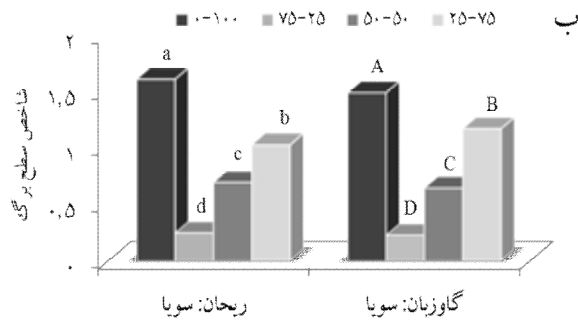 ب
۰-۱۰۰ ۷۵-۲۵ ۵۰-۵۰ ۲۵-۷۵
شاخص سطح برگ
۲
۱,۵
۱
۰,۵
۰
a d c b A D C B
ریحان: سویا
گاوزبان: سویا